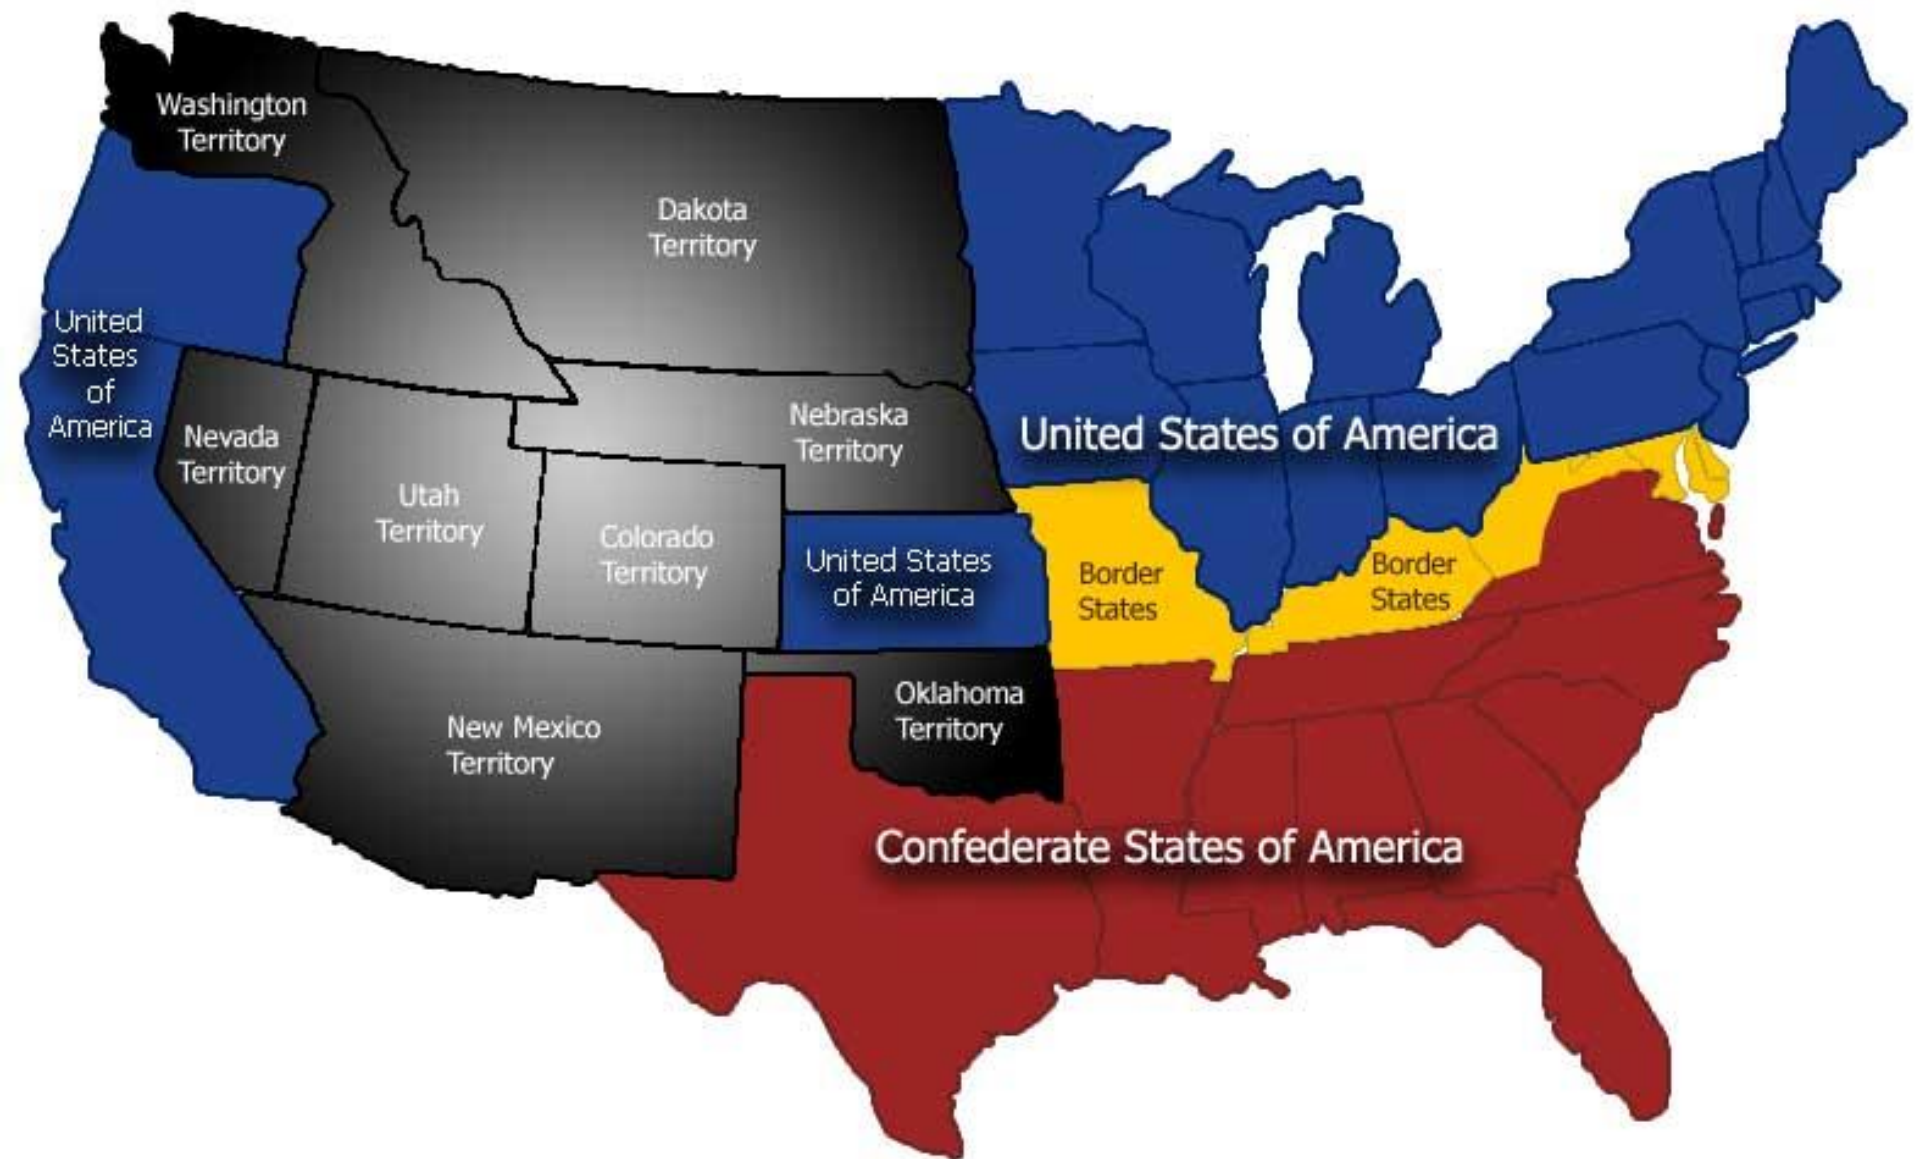 Washington
Territory
Dakota
Territory
United
States
of
America
Nevada
Territory
Utah
Territory
Colorado
Territory
Nebraska
Territory
United States of America
United States
of America
Border
States
Border
States
New Mexico
Territory
Oklahoma
Territory
Confederate States of America